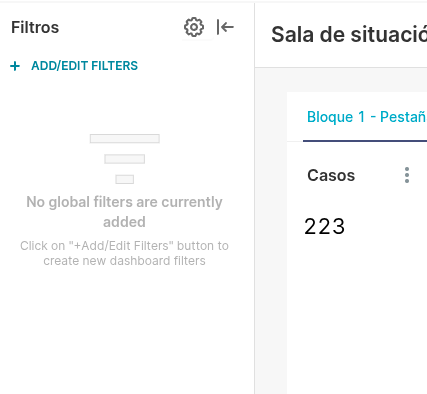 Filtros
+ ADD/EDIT FILTERS
No global filters are currently
added
Click on "+Add/Edit Filters" button to
create new dashboard filters
Sala de situació
Bloque 1 - Pestañ
Casos
223